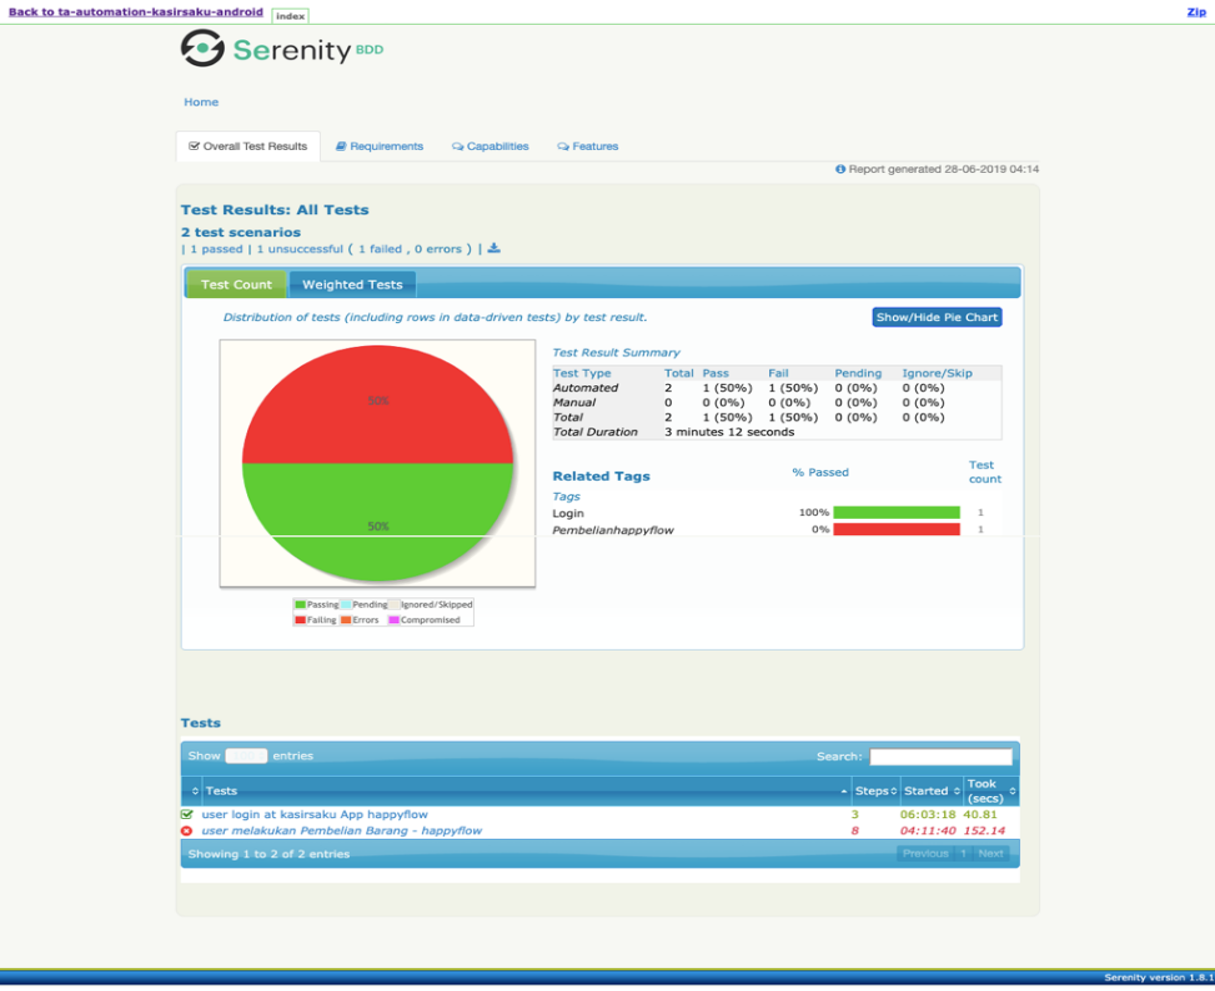 Back to ta-automation-kasirsaku-android index Zip
Serenity BDD
Home
Overall Test Results Requirements Capabilities Features
Report generated 28-06-2019 04:14
Test Results: All Tests
2 test scenarios
| 1 passed | 1 unsuccessful ( 1 failed , 0 errors ) |
Test Count Weighted Tests
Distribution of tests (including rows in data-driven tests) by test result. Show/Hide Pie Chart
Test Result Summary
Test Type Total Pass Fail Pending Ignore/Skip
Automated 2 1 (50%) 1 (50%) 0 (0%) 0 (0%)
Manual 0 0 (0%) 0 (0%) 0 (0%) 0 (0%)
Total 2 1 (50%) 1 (50%) 0 (0%) 0 (0%)
Total Duration 3 minutes 12 seconds
50%
50%
Related Tags % Passed Test count
Tags
Login 100% 1
Pembelianhappyflow 0% 1
Passing Pending Ignored/Skipped
Failing Errors Compromised
Tests
Show entries Search:
Tests Steps Started Took (secs)
user login at kasirsaku App happyflow 3 06:03:18 40.81
user melakukan Pembelian Barang - happyflow 8 04:11:40 152.14
Showing 1 to 2 of 2 entries Previous 1 Next
Serenity version 1.8.1